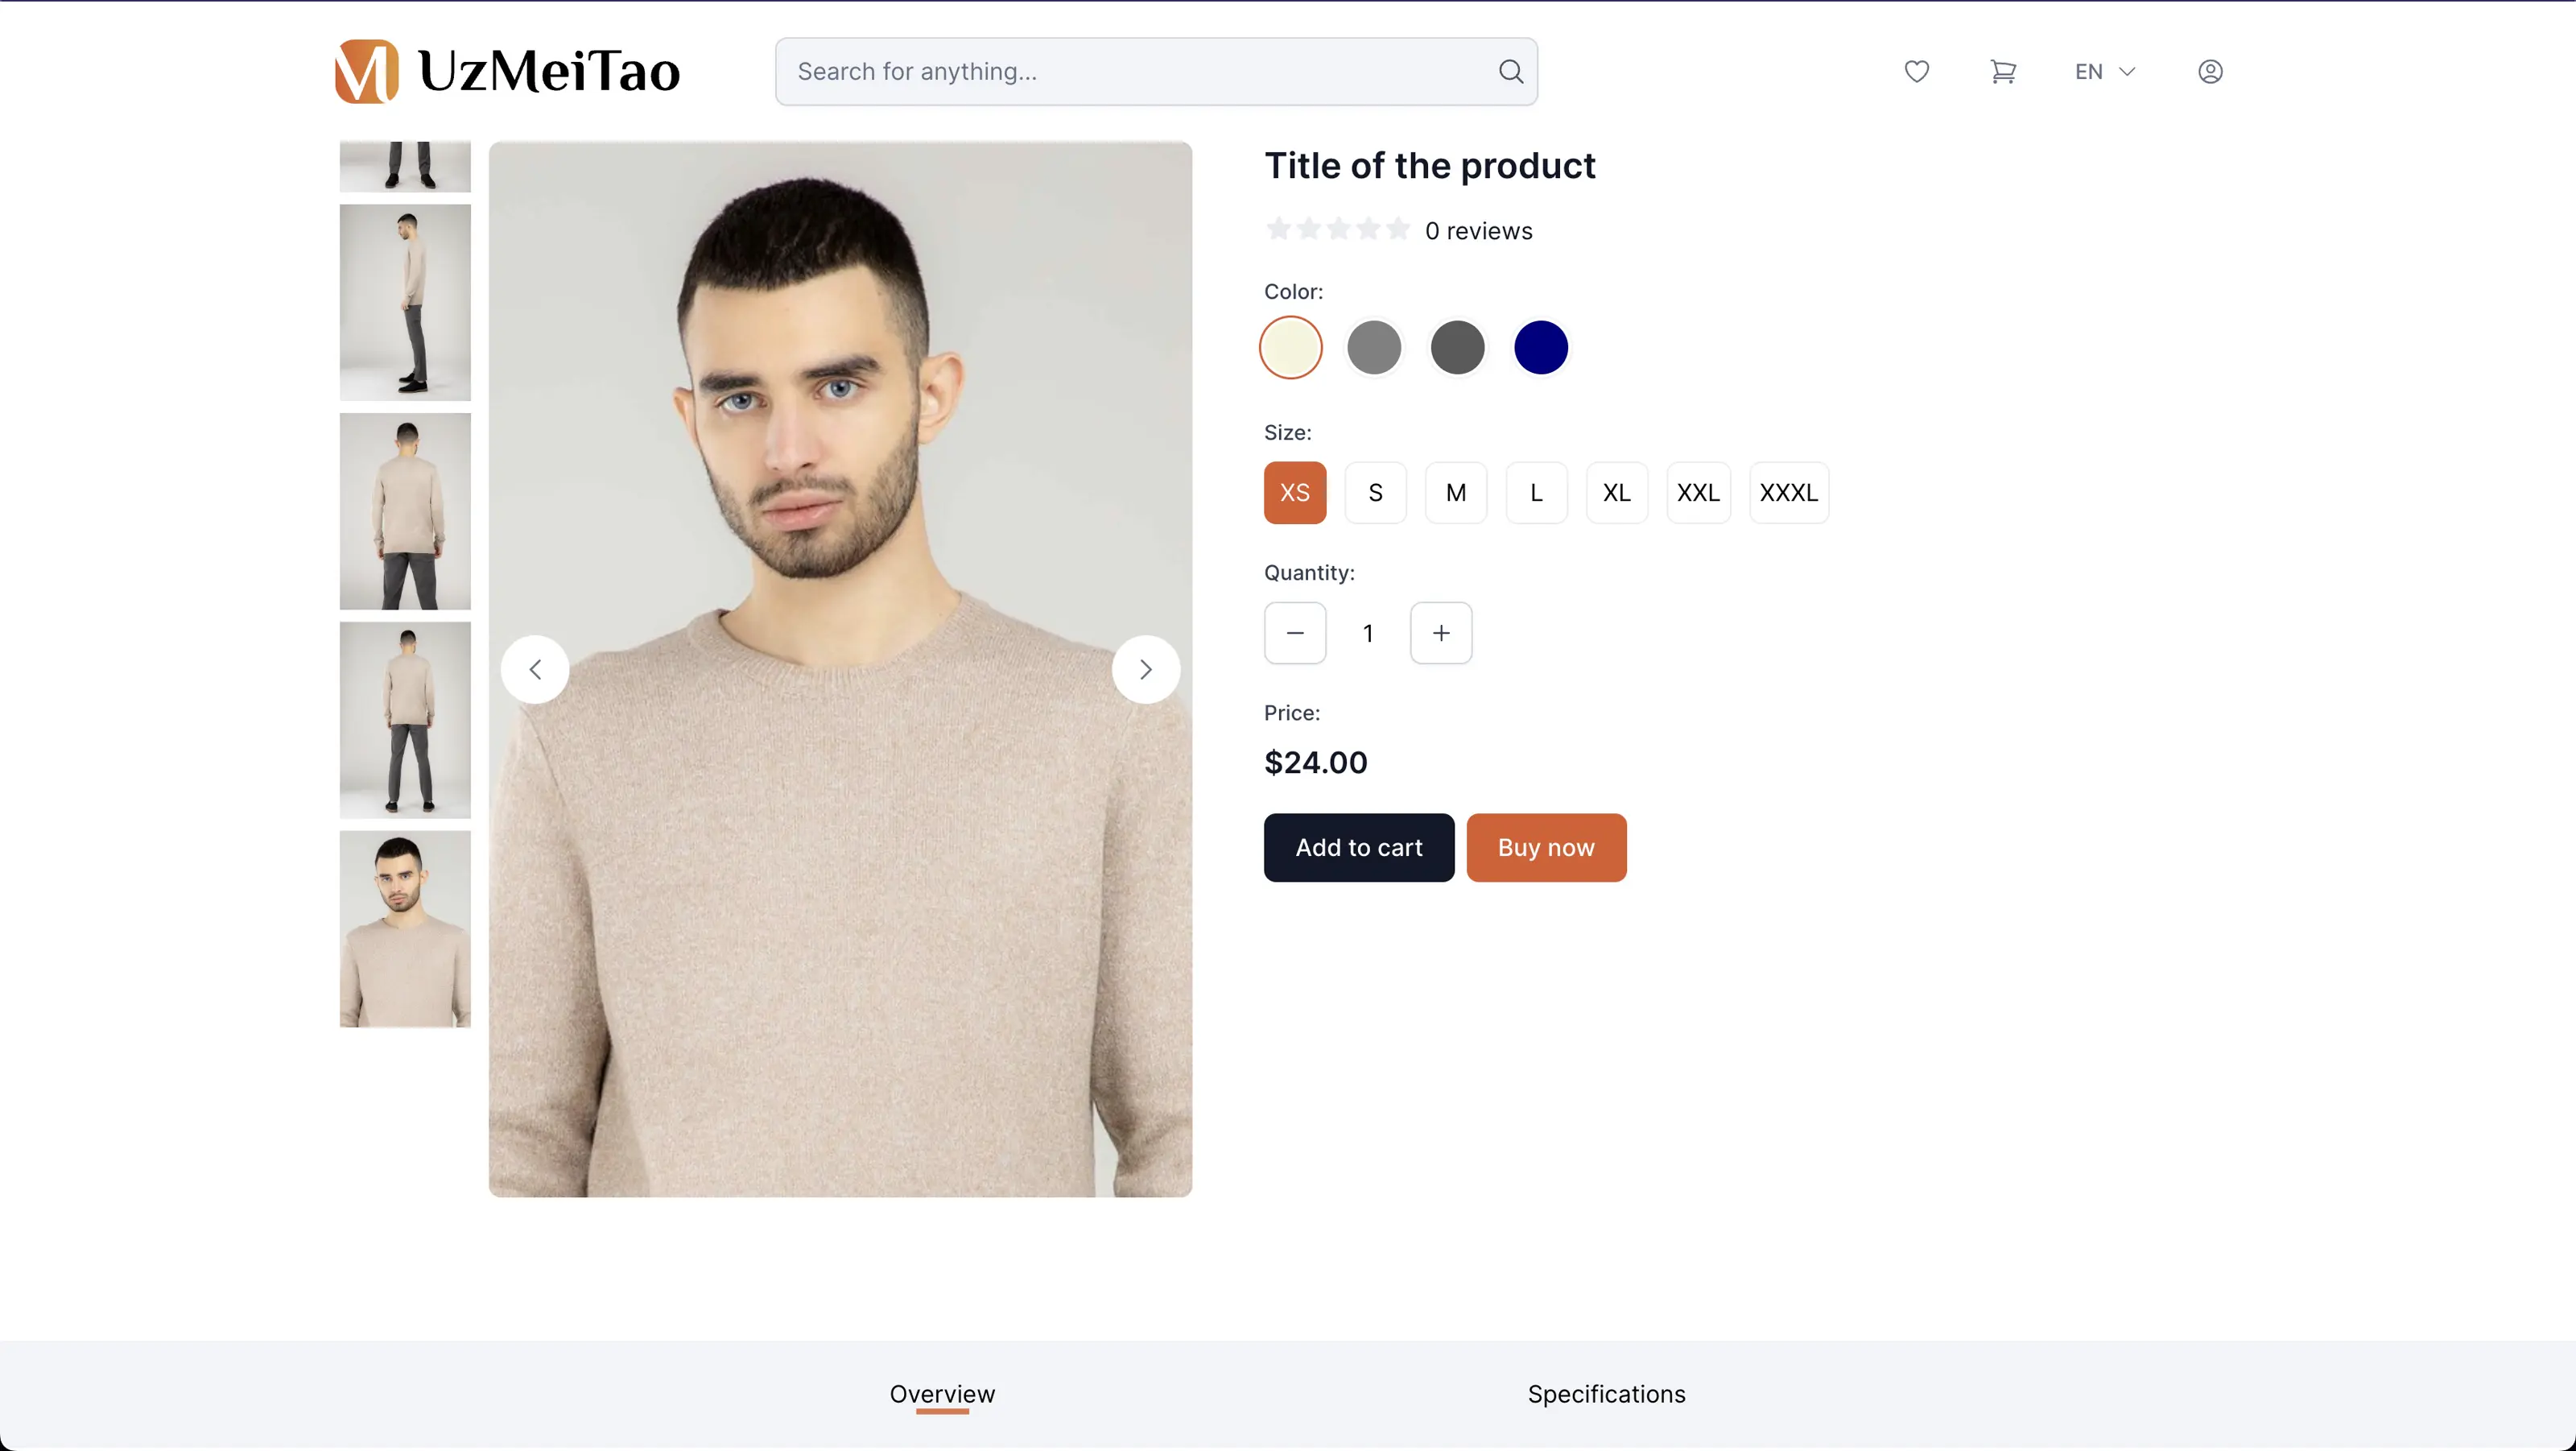 UzMeiTao
Search for anything...
EN
Title of the product
0 reviews
Color:
Size:
XS S M L XL XXL XXXL
Quantity:
1
Price:
$24.00
Add to cart Buy now
Overview Specifications